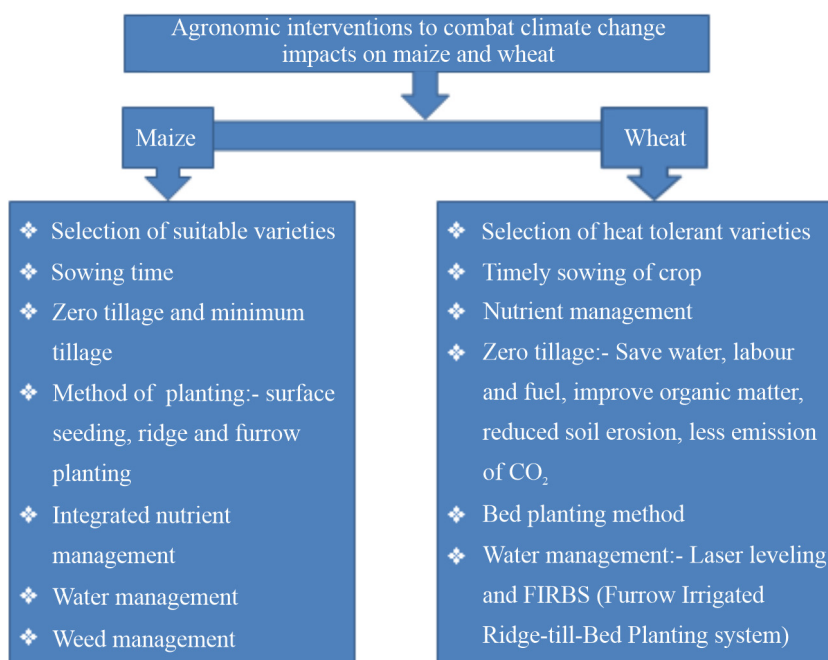 Agronomic interventions to combat climate change
impacts on maize and wheat
Maize
Wheat
❖ Selection of suitable varieties
❖ Sowing time
❖ Zero tillage and minimum
tillage
❖ Method of planting:- surface
seeding, ridge and furrow
planting
❖ Integrated nutrient
management
❖ Water management
❖ Weed management
❖ Selection of heat tolerant varieties
❖ Timely sowing of crop
❖ Nutrient management
❖ Zero tillage:- Save water, labour
and fuel, improve organic matter,
reduced soil erosion, less emission
of CO₂
❖ Bed planting method
❖ Water management:- Laser leveling
and FIRBS (Furrow Irrigated
Ridge-till-Bed Planting system)